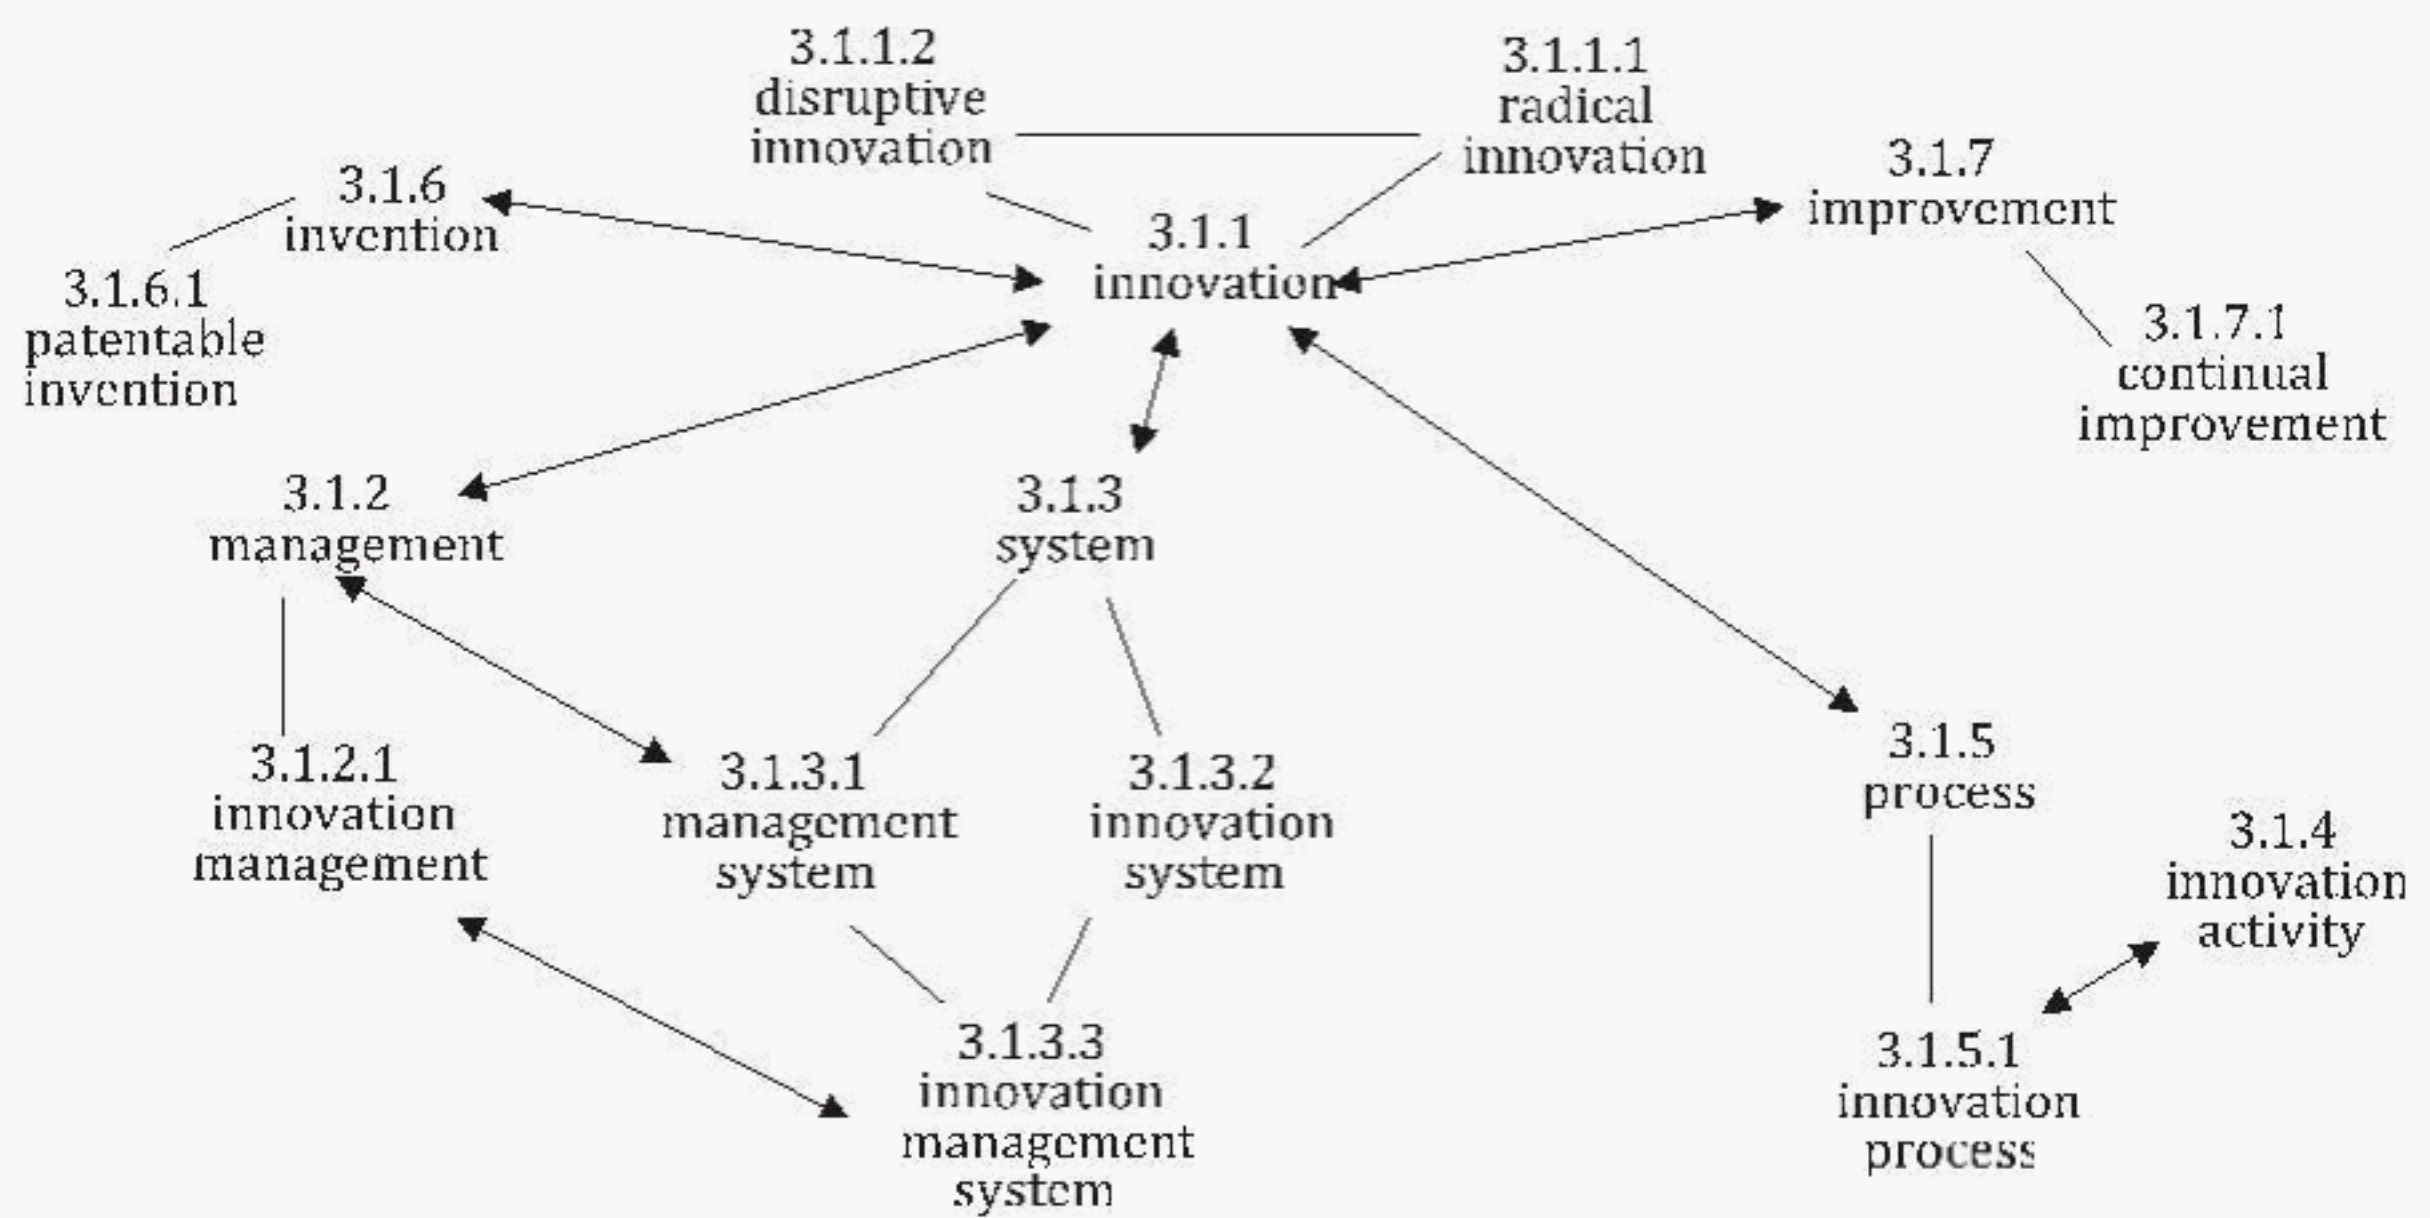 3.1.1.2
disruptive
innovation
3.1.1.1
radical
innovation
3.1.7
improvement
3.1.6
invention
3.1.1
innovation
3.1.6.1
patentable
invention
3.1.7.1
continual
improvement
3.1.2
management
3.1.3
system
3.1.2.1
innovation
management
3.1.3.1
management
system
3.1.3.2
innovation
system
3.1.5
process
3.1.4
innovation
activity
3.1.3.3
innovation
management
system
3.1.5.1
innovation
process